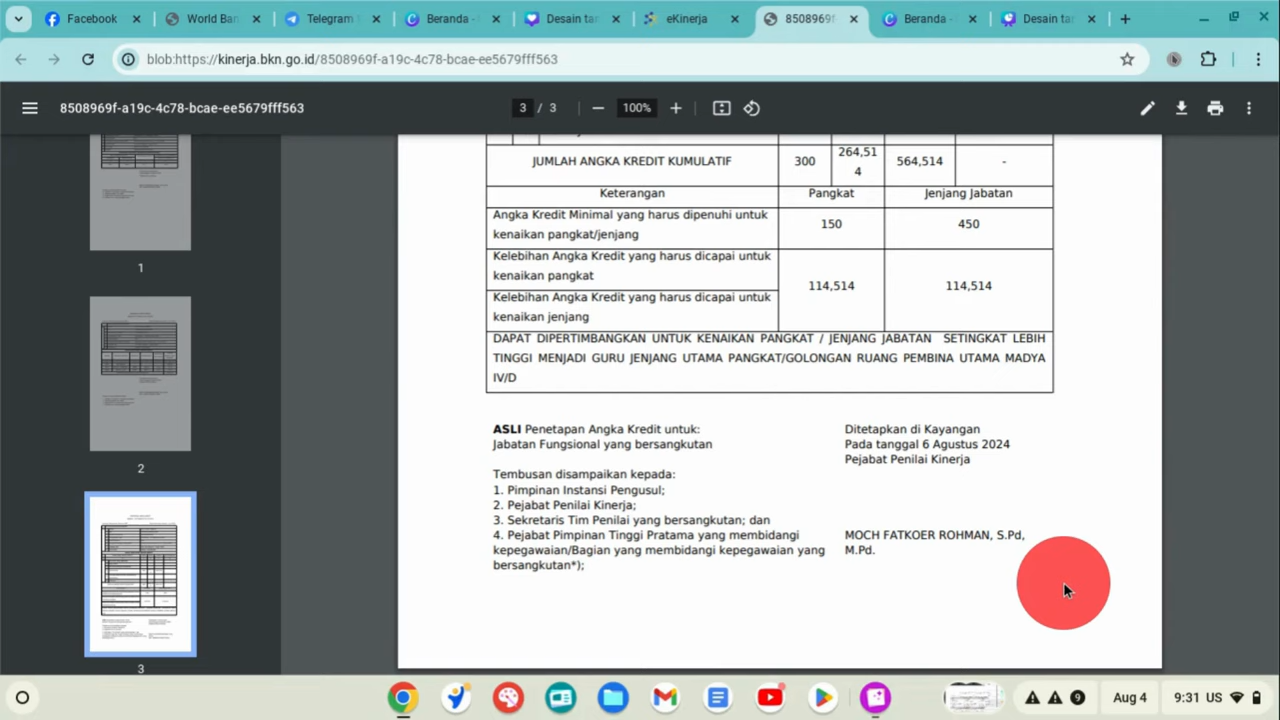 Facebook
World Ban
Telegram
Beranda -
Desain tar
eKinerja
8508969f
Beranda -
Desain tar
blob:https://kinerja.bkn.go.id/8508969f-a19c-4c78-bcae-ee5679fff563
8508969f-a19c-4c78-bcae-ee5679fff563
3 / 3
100%
1
2
3
JUMLAH ANGKA KREDIT KUMULATIF 300 264,51 564,514 -
4
Keterangan Pangkat Jenjang Jabatan
Angka Kredit Minimal yang harus dipenuhi untuk
kenaikan pangkat/jenjang
150 450
Kelebihan Angka Kredit yang harus dicapai untuk
kenaikan pangkat
114,514 114,514
Kelebihan Angka Kredit yang harus dicapai untuk
kenaikan jenjang
DAPAT DIPERTIMBANGKAN UNTUK KENAIKAN PANGKAT / JENJANG JABATAN SETINGKAT LEBIH
TINGGI MENJADI GURU JENJANG UTAMA PANGKAT/GOLONGAN RUANG PEMBINA UTAMA MADYA
IV/D
ASLI Penetapan Angka Kredit untuk:
Jabatan Fungsional yang bersangkutan
Tembusan disampaikan kepada:
1. Pimpinan Instansi Pengusul;
2. Pejabat Penilai Kinerja;
3. Sekretaris Tim Penilai yang bersangkutan; dan
4. Pejabat Pimpinan Tinggi Pratama yang membidangi
kepegawaian/Bagian yang membidangi kepegawaian yang
bersangkutan*);
Ditetapkan di Kayangan
Pada tanggal 6 Agustus 2024
Pejabat Penilai Kinerja
MOCH FATKOER ROHMAN, S.Pd,
M.Pd.
9
Aug 4
9:31 US